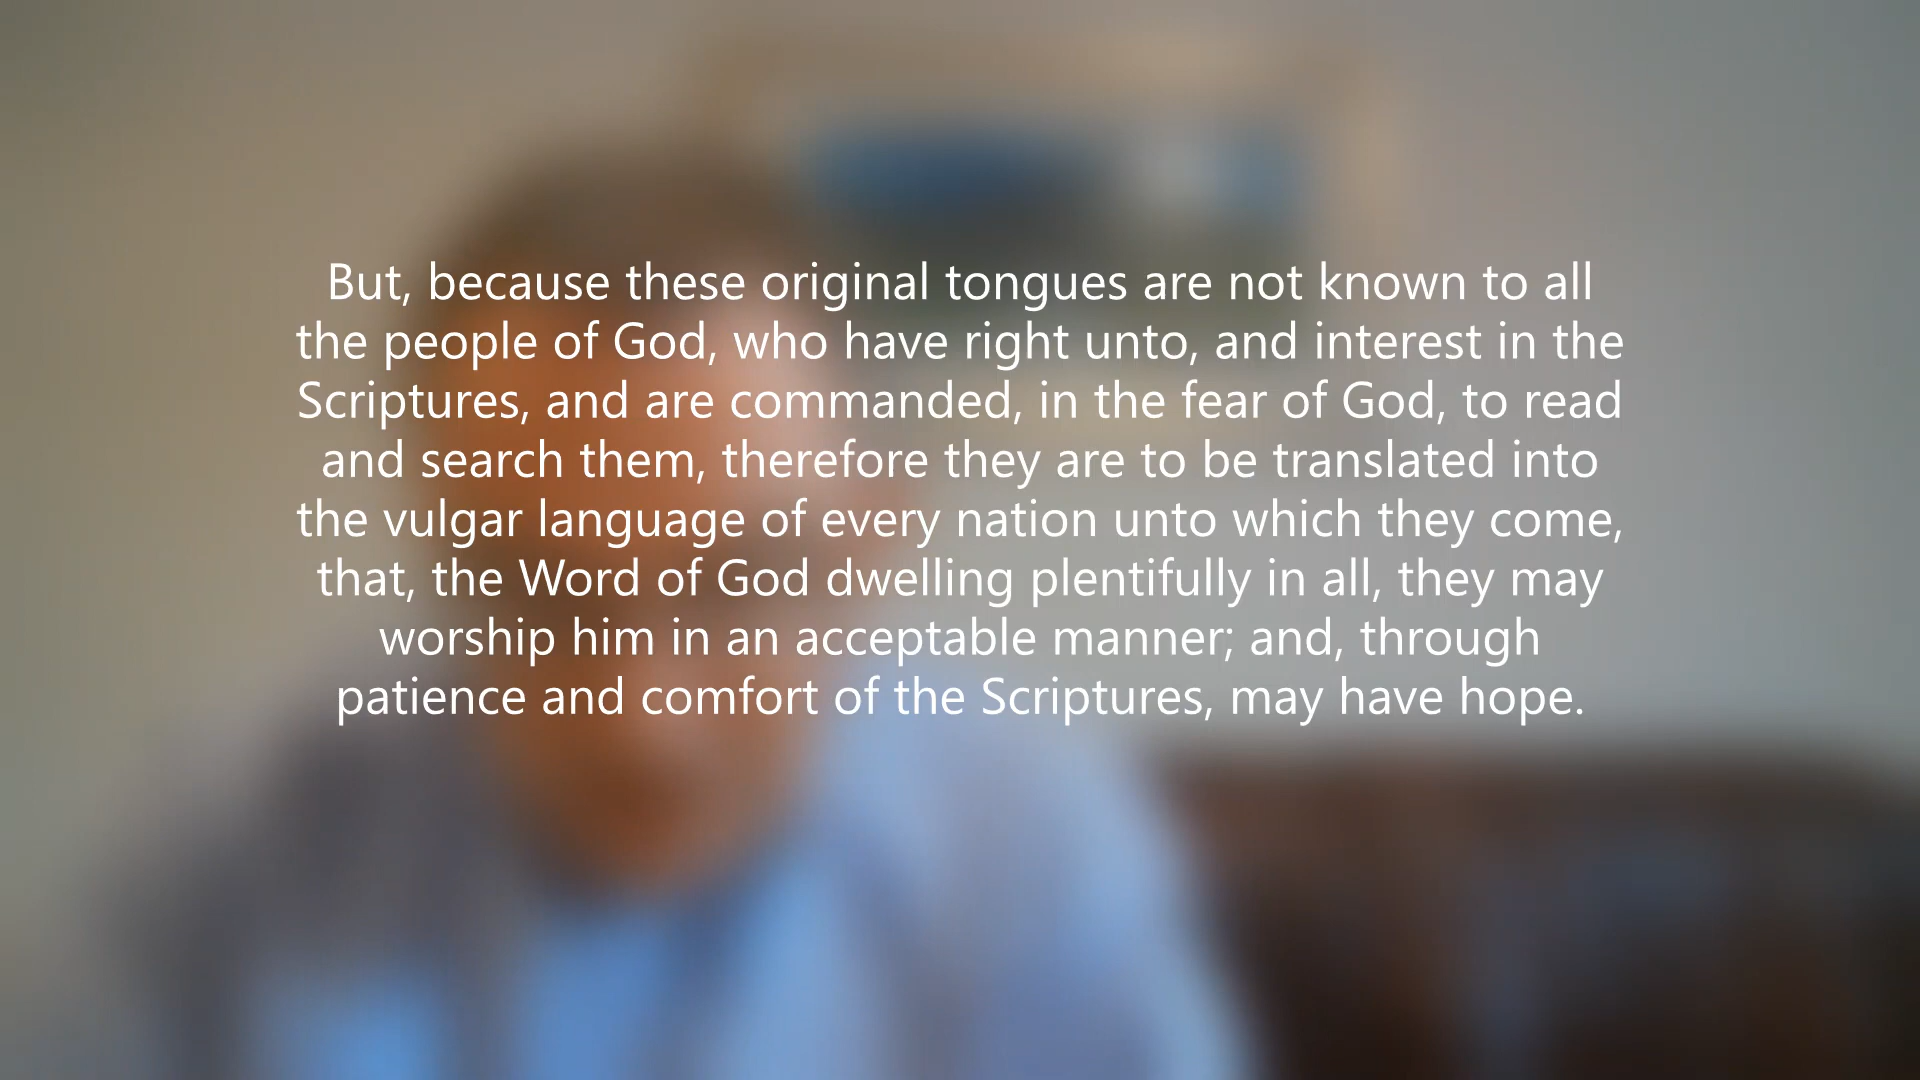 But, because these original tongues are not known to all
the people of God, who have right unto, and interest in the
Scriptures, and are commanded, in the fear of God, to read
and search them, therefore they are to be translated into
the vulgar language of every nation unto which they come,
that, the Word of God dwelling plentifully in all, they may
worship him in an acceptable manner; and, through
patience and comfort of the Scriptures, may have hope.